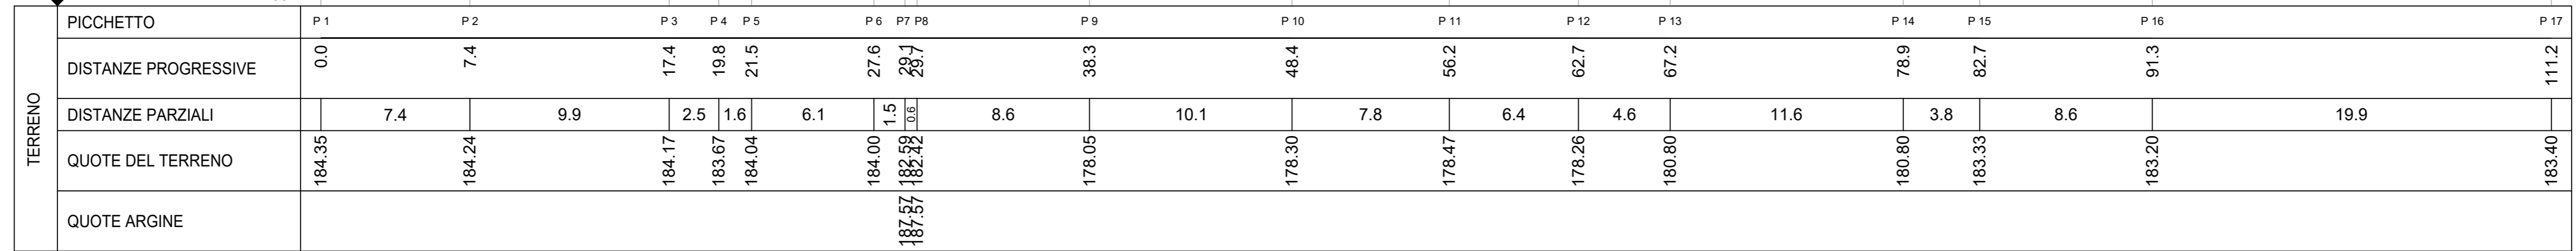 TERRENO
PICCHETTO P 1 P 2 P 3 P 4 P 5 P 6 P7 P8 P 9 P 10 P 11 P 12 P 13 P 14 P 15 P 16 P 17
DISTANZE PROGRESSIVE 0.0 7.4 17.4 19.8 21.5 27.6 29.1 29.7 38.3 48.4 56.2 62.7 67.2 78.9 82.7 91.3 111.2
DISTANZE PARZIALI 7.4 9.9 2.5 1.6 6.1 1.5 0.6 8.6 10.1 7.8 6.4 4.6 11.6 3.8 8.6 19.9
QUOTE DEL TERRENO 184.35 184.24 184.17 183.67 184.04 184.00 182.59 182.42 178.05 178.30 178.47 178.26 180.80 180.80 183.33 183.20 183.40
QUOTE ARGINE 187.57 187.57